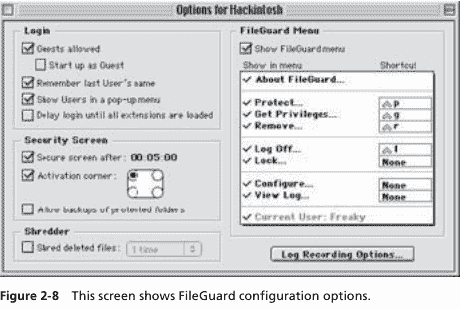 Options for Hackintosh
Login
Guests allowed
Start up as Guest
Remember last User's name
Show Users in a pop-up menu
Delay login until all extensions are loaded
Security Screen
Secure screen after: 00:05:00
Activation corner:
Allow backups of protected folders
Shredder
Shred deleted files: 1 time
FileGuard Menu
Show FileGuard menu
Show in menu Shortcut
About FileGuard...
Protect... p
Get Privileges... g
Remove... r
Log Off... l
Lock... None
Configure... None
View Log... None
Current User: Freaky
Log Recording Options...
Figure 2-8 This screen shows FileGuard configuration options.